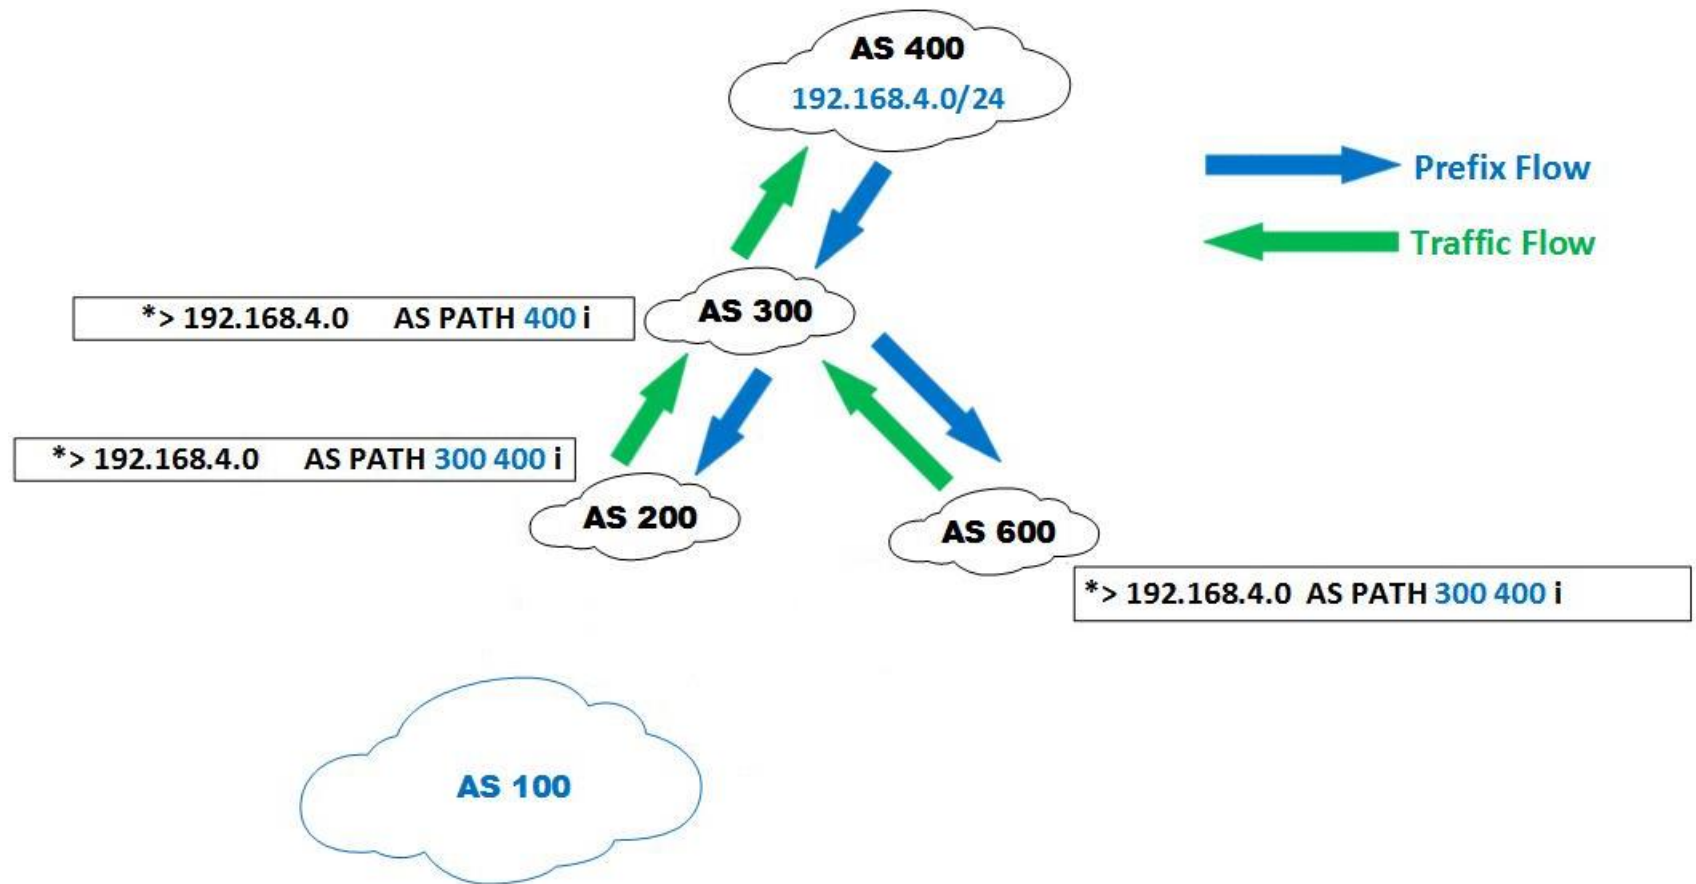 AS 400
192.168.4.0/24
Prefix Flow
Traffic Flow
AS 300
*> 192.168.4.0 AS PATH 400 i
*> 192.168.4.0 AS PATH 300 400 i
AS 200
AS 600
*> 192.168.4.0 AS PATH 300 400 i
AS 100